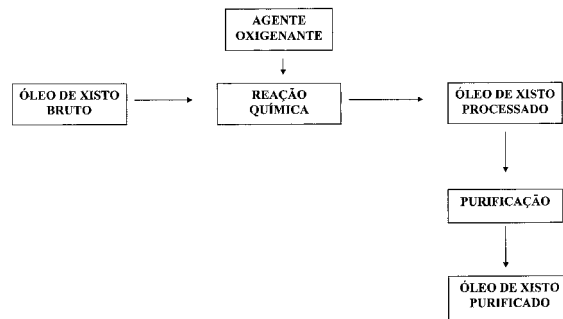 AGENTE
OXIGENANTE
ÓLEO DE XISTO
BRUTO
REAÇÃO
QUÍMICA
ÓLEO DE XISTO
PROCESSADO
PURIFICAÇÃO
ÓLEO DE XISTO
PURIFICADO